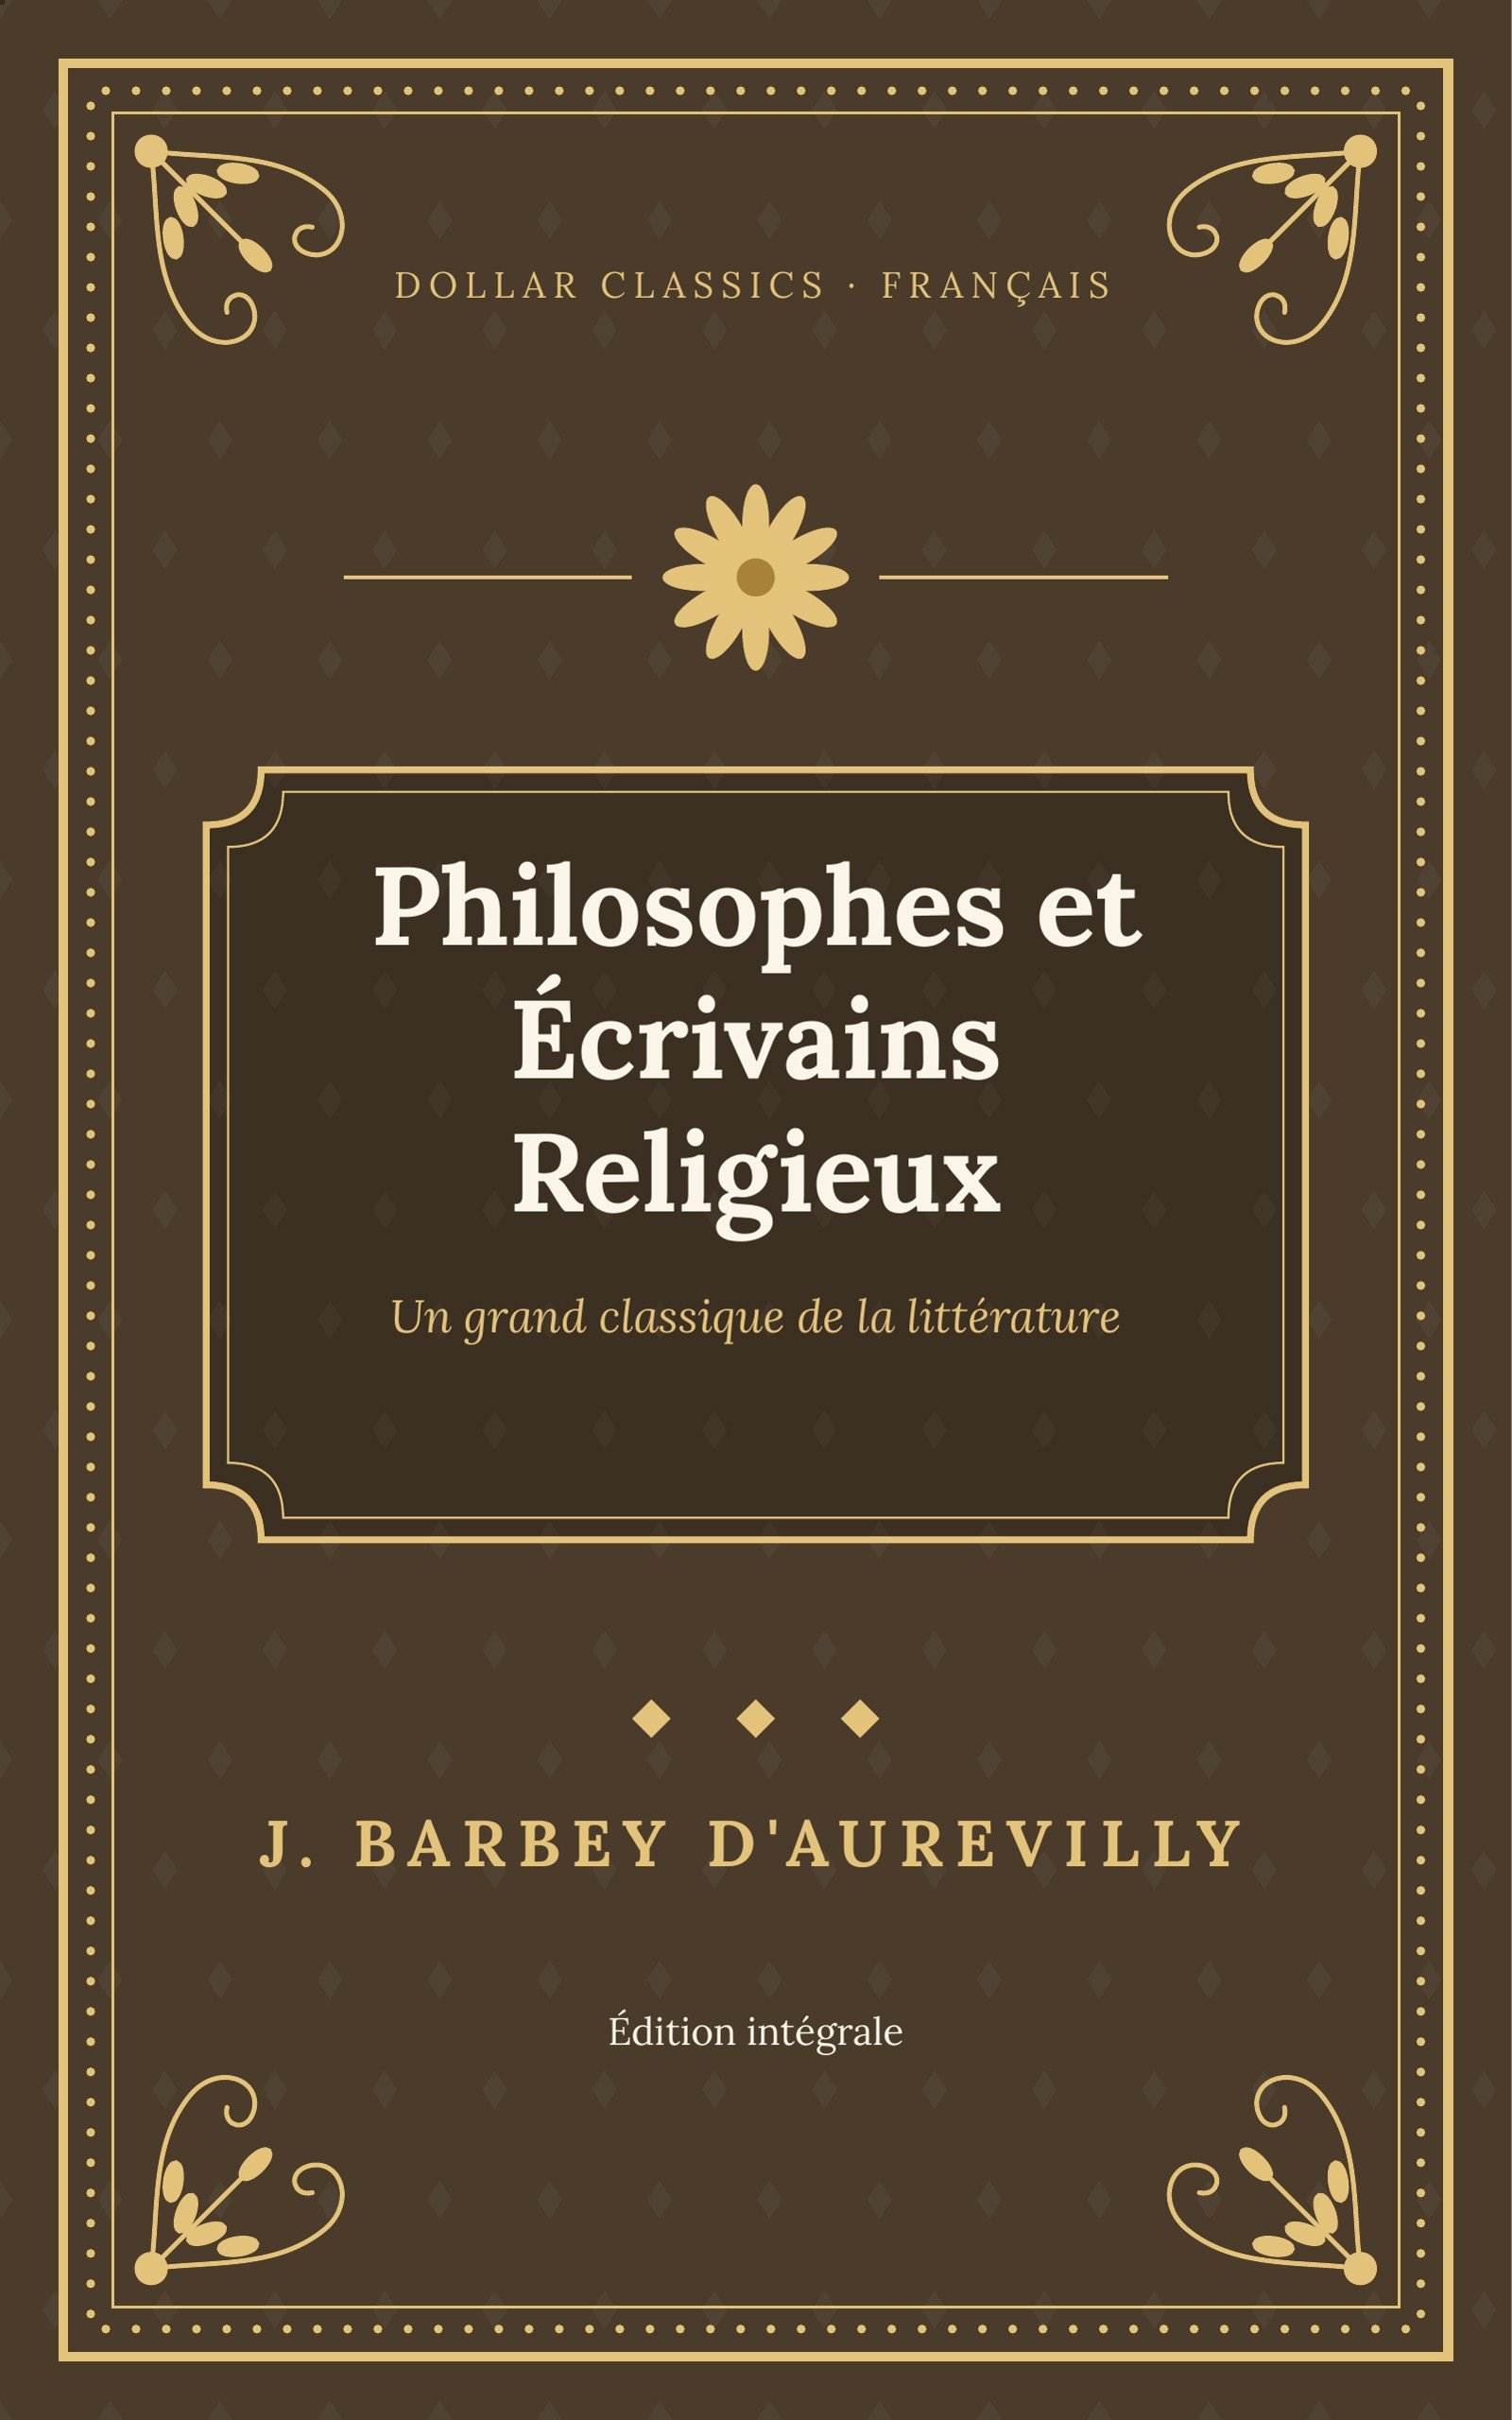 DOLLAR CLASSICS · FRANÇAIS
Philosophes et
Écrivains
Religieux
Un grand classique de la littérature
J. BARBEY D'AUREVILLY
Édition intégrale